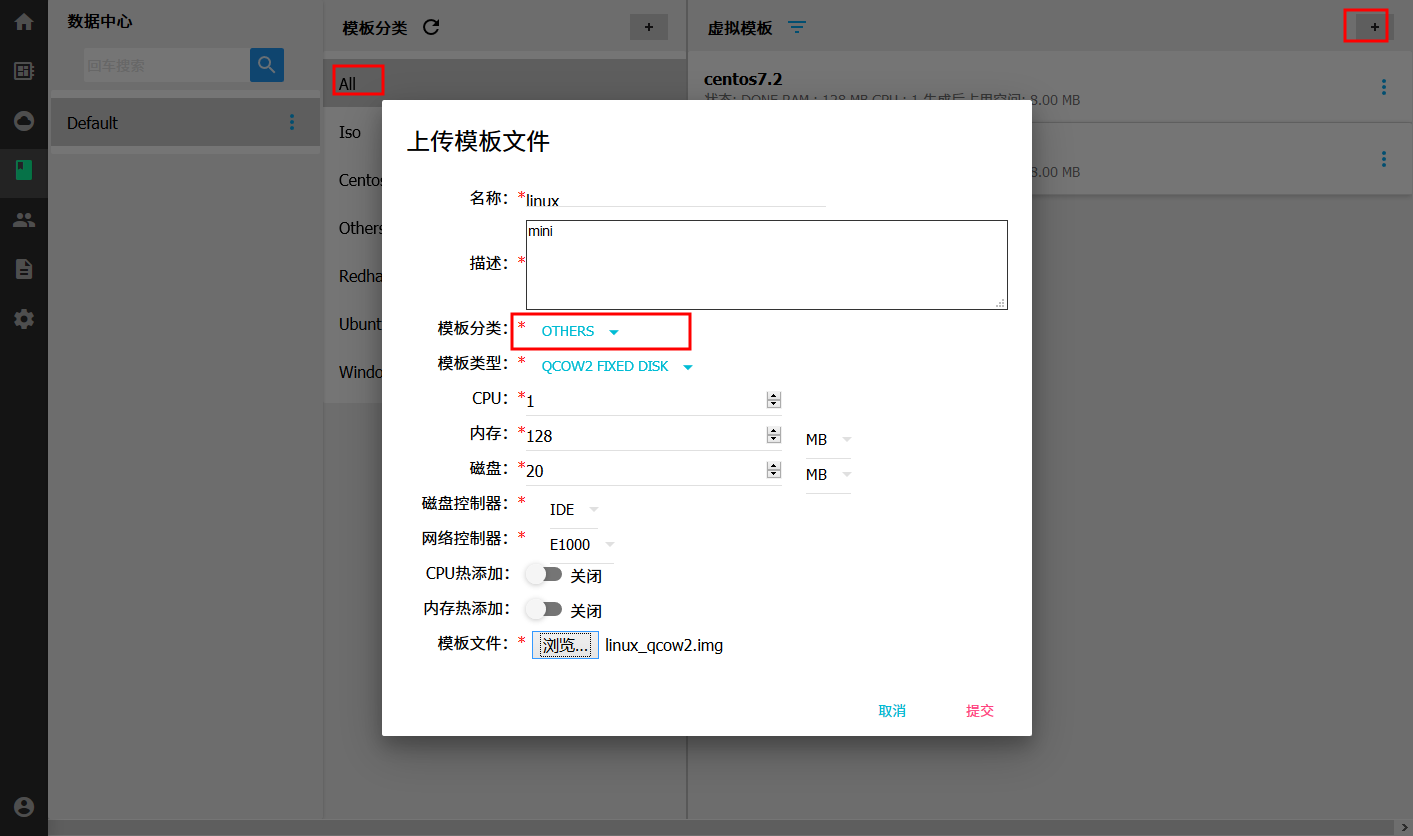 数据中心
回车搜索
Default
模板分类
+
All
Iso
Centos
Others
Redha
Ubunt
Windo
虚拟模板
+
centos7.2
状态: DONE RAM : 128 MB CPU : 1 生成后占用空间: 8.00 MB
8.00 MB
上传模板文件
名称: *linux
描述: *mini
模板分类: * OTHERS
模板类型: * QCOW2 FIXED DISK
CPU: *1
内存: *128 MB
磁盘: *20 MB
磁盘控制器: * IDE
网络控制器: * E1000
CPU热添加: 关闭
内存热添加: 关闭
模板文件: * 浏览... linux_qcow2.img
取消 提交